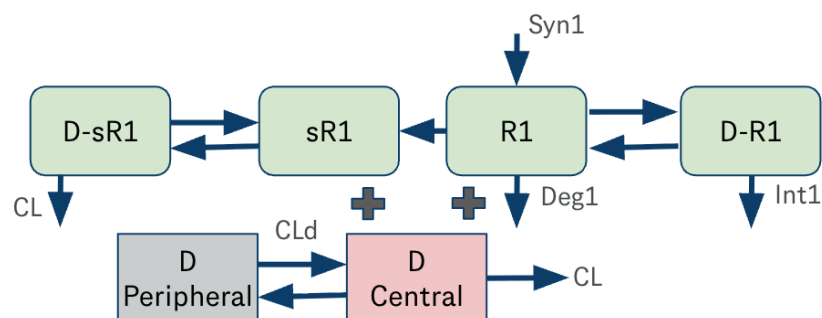 Syn1
D-sR1
sR1
R1
D-R1
CL
Deg1
Int1
CLd
D
Peripheral
D
Central
CL